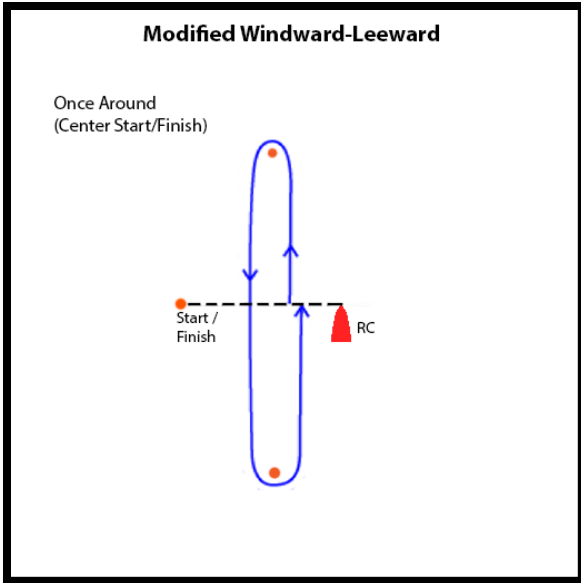 Modified Windward-Leeward
Once Around
(Center Start/Finish)
Start /
Finish
RC